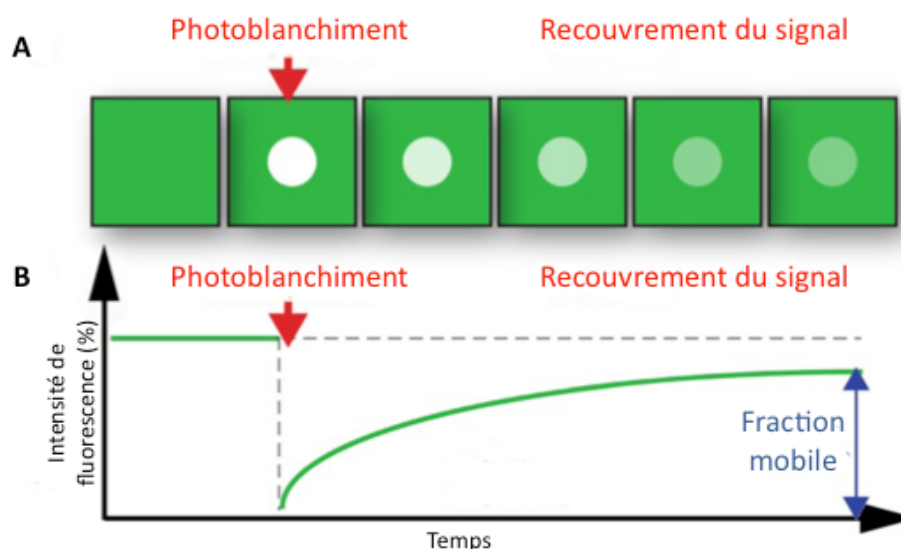 Photoblanchiment
Recouvrement du signal
A
Photoblanchiment
Recouvrement du signal
B
Intensité de
fluorescence (%)
Fraction
mobile
Temps